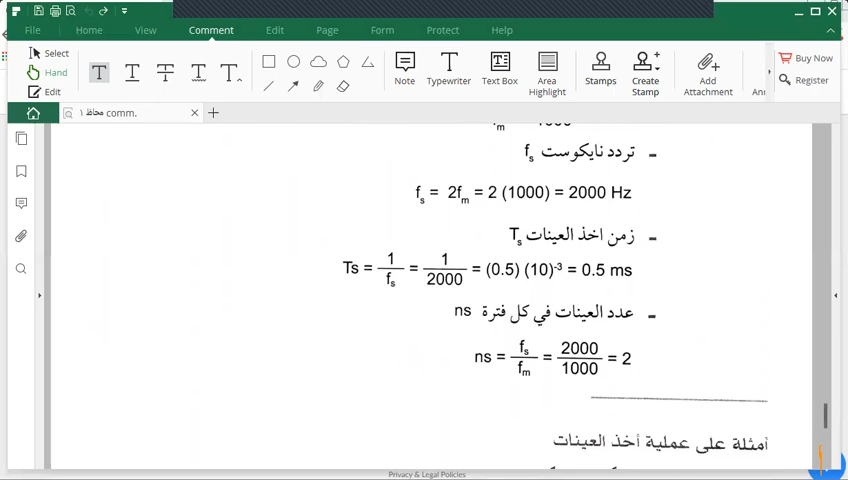 File Home View Comment Edit Page Form Protect Help
Select
Hand
Edit
Note Typewriter Text Box Area Highlight Stamps Create Stamp Add Attachment
Buy Now
Register
محاظ ١ comm.
- تردد نايكوست fs
fs = 2fm = 2 (1000) = 2000 Hz
- زمن اخذ العينات Ts
Ts = 1/fs = 1/2000 = (0.5) (10)-3 = 0.5 ms
- عدد العينات في كل فترة ns
ns = fs/fm = 2000/1000 = 2
أمثلة على عملية أخذ العينات
Privacy & Legal Policies